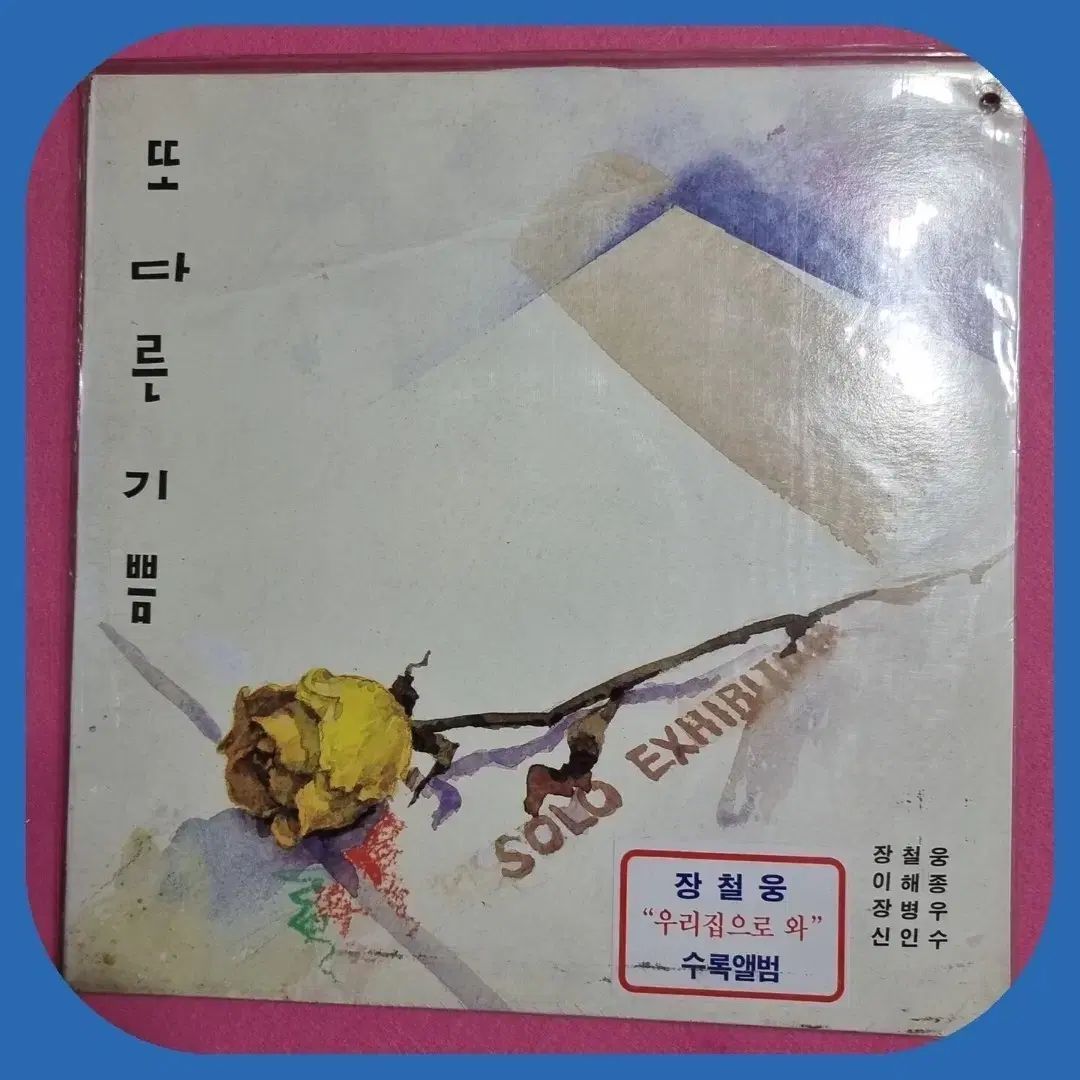 또 다른 기쁨
SOLO EXHIBITION
장철웅
이해종
장병우
신인수
장철웅
“우리집으로 와”
수록앨범